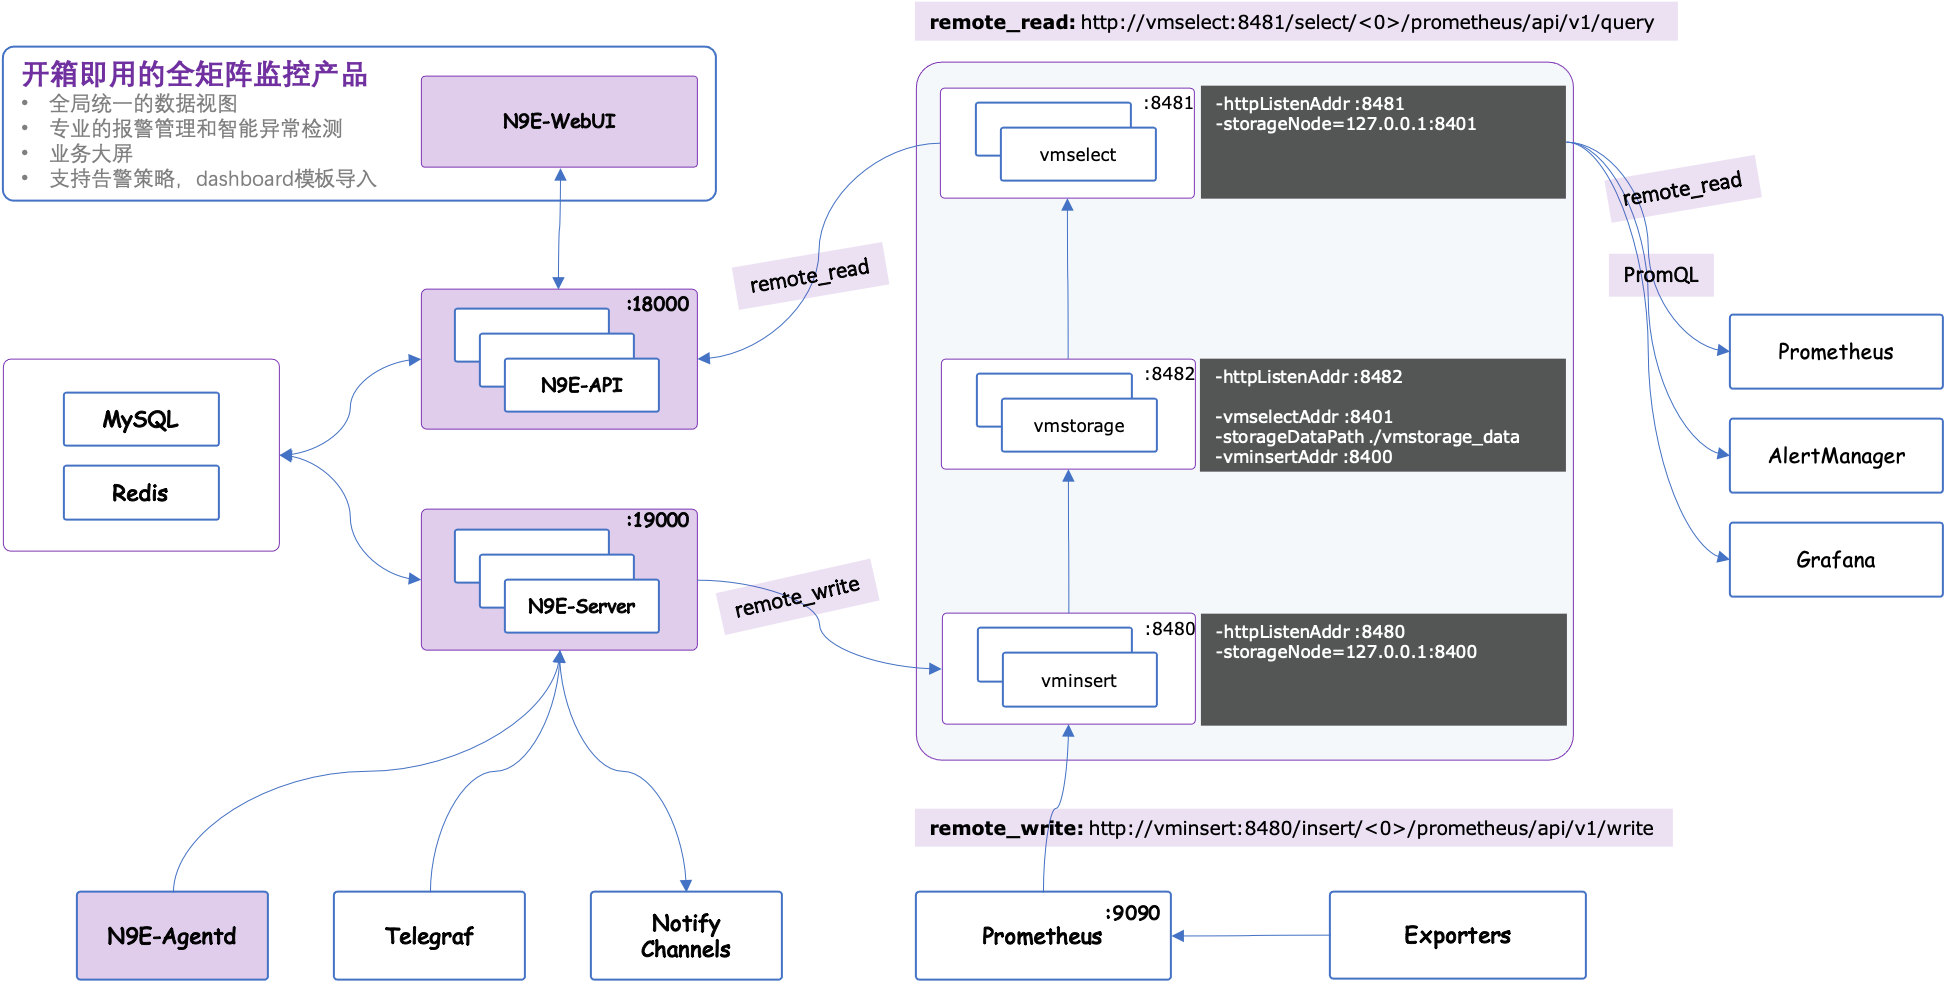 remote_read: http://vmselect:8481/select/<0>/prometheus/api/v1/query
开箱即用的全矩阵监控产品
• 全局统一的数据视图
• 专业的报警管理和智能异常检测
• 业务大屏
• 支持告警策略，dashboard模板导入
N9E-WebUI
:8481
vmselect
-httpListenAddr :8481
-storageNode=127.0.0.1:8401
remote_read
remote_read
PromQL
:18000
N9E-API
MySQL
Redis
:8482
vmstorage
-httpListenAddr :8482
-vmselectAddr :8401
-storageDataPath ./vmstorage_data
-vminsertAddr :8400
Prometheus
AlertManager
Grafana
:19000
N9E-Server
remote_write
:8480
vminsert
-httpListenAddr :8480
-storageNode=127.0.0.1:8400
remote_write: http://vminsert:8480/insert/<0>/prometheus/api/v1/write
N9E-Agentd
Telegraf
Notify
Channels
:9090
Prometheus
Exporters